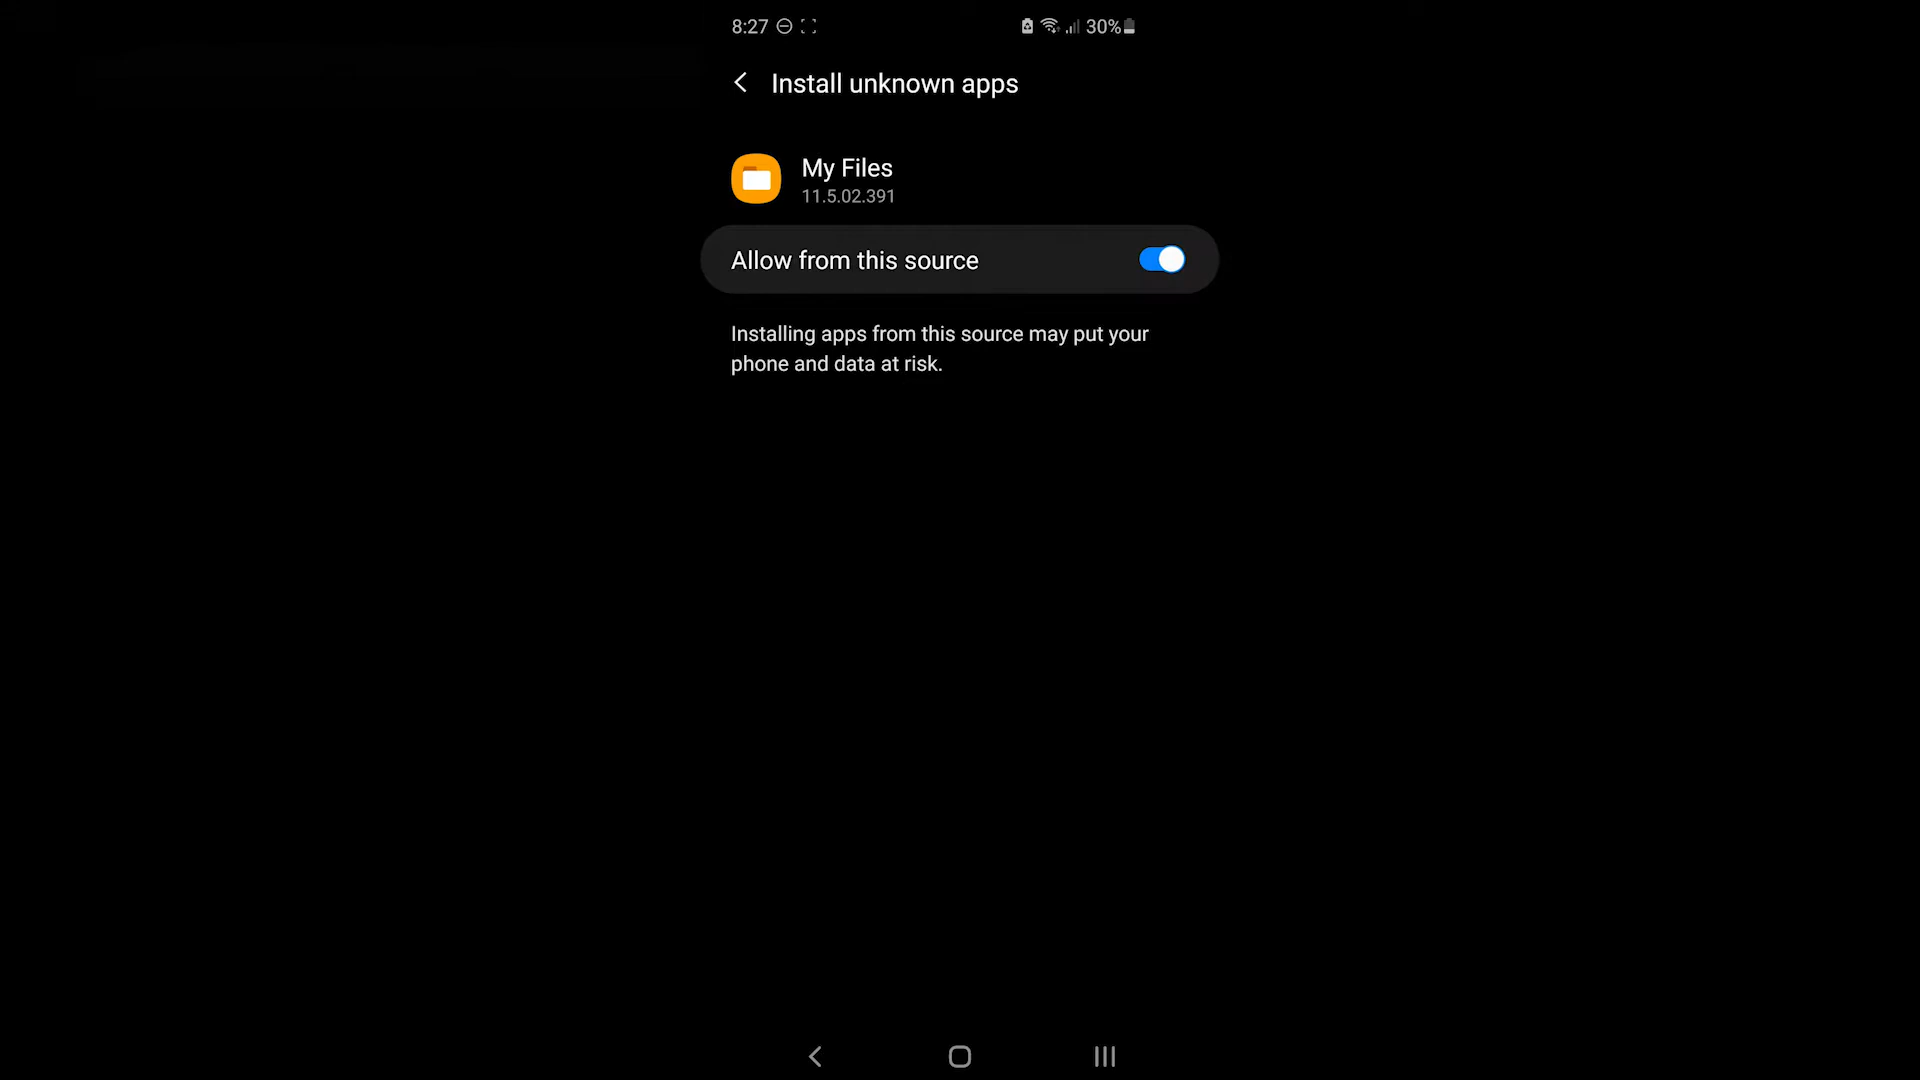 8:27 30%
Install unknown apps
My Files
11.5.02.391
Allow from this source
Installing apps from this source may put your
phone and data at risk.